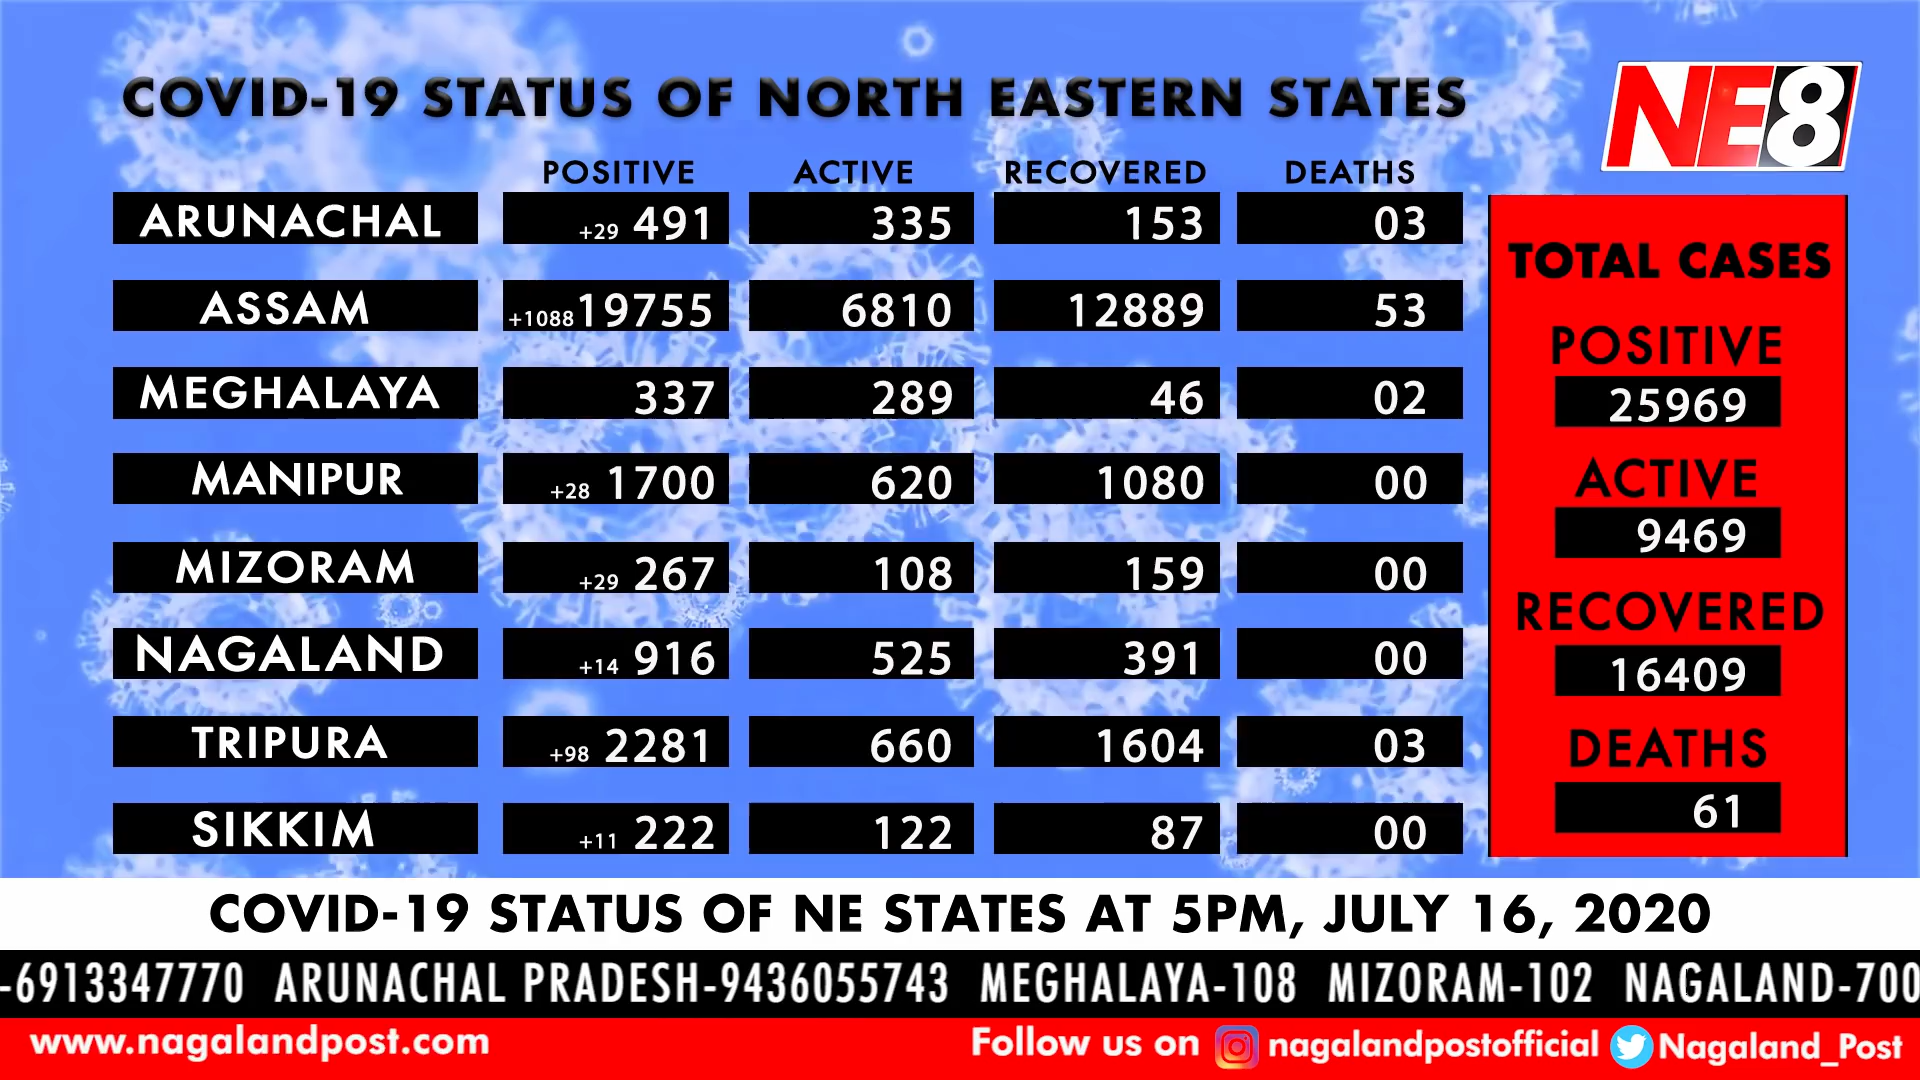 COVID-19 STATUS OF NORTH EASTERN STATES
NE8
POSITIVE ACTIVE RECOVERED DEATHS
ARUNACHAL +29 491 335 153 03
ASSAM +1088 19755 6810 12889 53
MEGHALAYA 337 289 46 02
MANIPUR +28 1700 620 1080 00
MIZORAM +29 267 108 159 00
NAGALAND +14 916 525 391 00
TRIPURA +98 2281 660 1604 03
SIKKIM +11 222 122 87 00
TOTAL CASES
POSITIVE
25969
ACTIVE
9469
RECOVERED
16409
DEATHS
61
COVID-19 STATUS OF NE STATES AT 5PM, JULY 16, 2020
-6913347770 ARUNACHAL PRADESH-9436055743 MEGHALAYA-108 MIZORAM-102 NAGALAND-700
www.nagalandpost.com Follow us on nagalandpostofficial Nagaland_Post